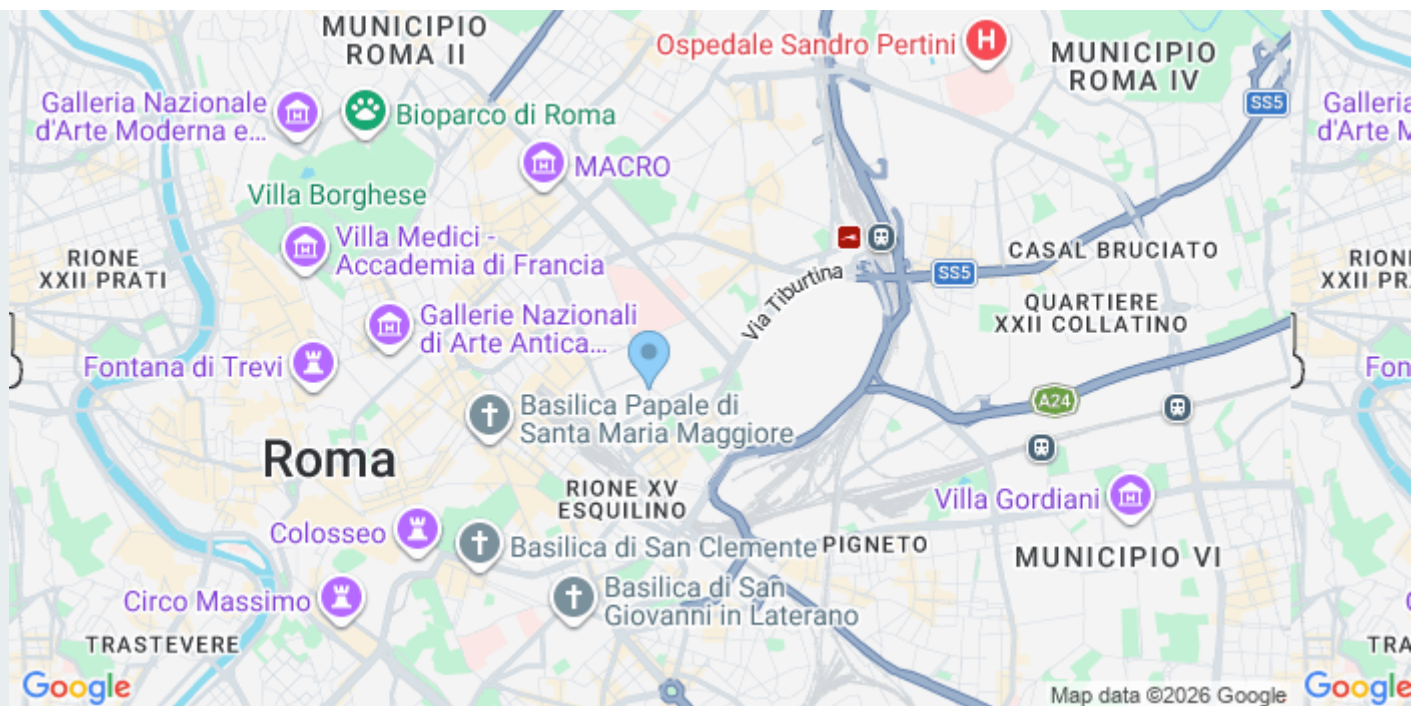 MUNICIPIO
ROMA II
Ospedale Sandro Pertini
H
MUNICIPIO
ROMA IV
SS5
Galleria Nazionale
d'Arte Moderna e...
Bioparco di Roma
MACRO
Villa Borghese
Villa Medici -
Accademia di Francia
RIONE
XXII PRATI
CASAL BRUCIATO
SS5
Via Tiburtina
QUARTIERE
XXII COLLATINO
Gallerie Nazionali
di Arte Antica...
Fontana di Trevi
A24
Basilica Papale di
Santa Maria Maggiore
Roma
RIONE XV
ESQUILINO
Villa Gordiani
Colosseo
Basilica di San Clemente
PIGNETO
MUNICIPIO VI
Circo Massimo
Basilica di San
Giovanni in Laterano
TRASTEVERE
Google
Map data ©2026 Google
Galleria
d'Arte M
RION
XXII PR
Fon
TRA
Google